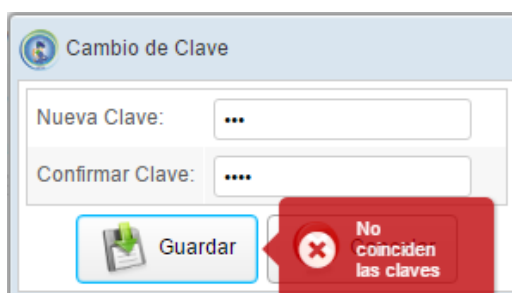 Cambio de Clave
Nueva Clave: •••
Confirmar Clave: ••••
Guardar
No
coinciden
las claves